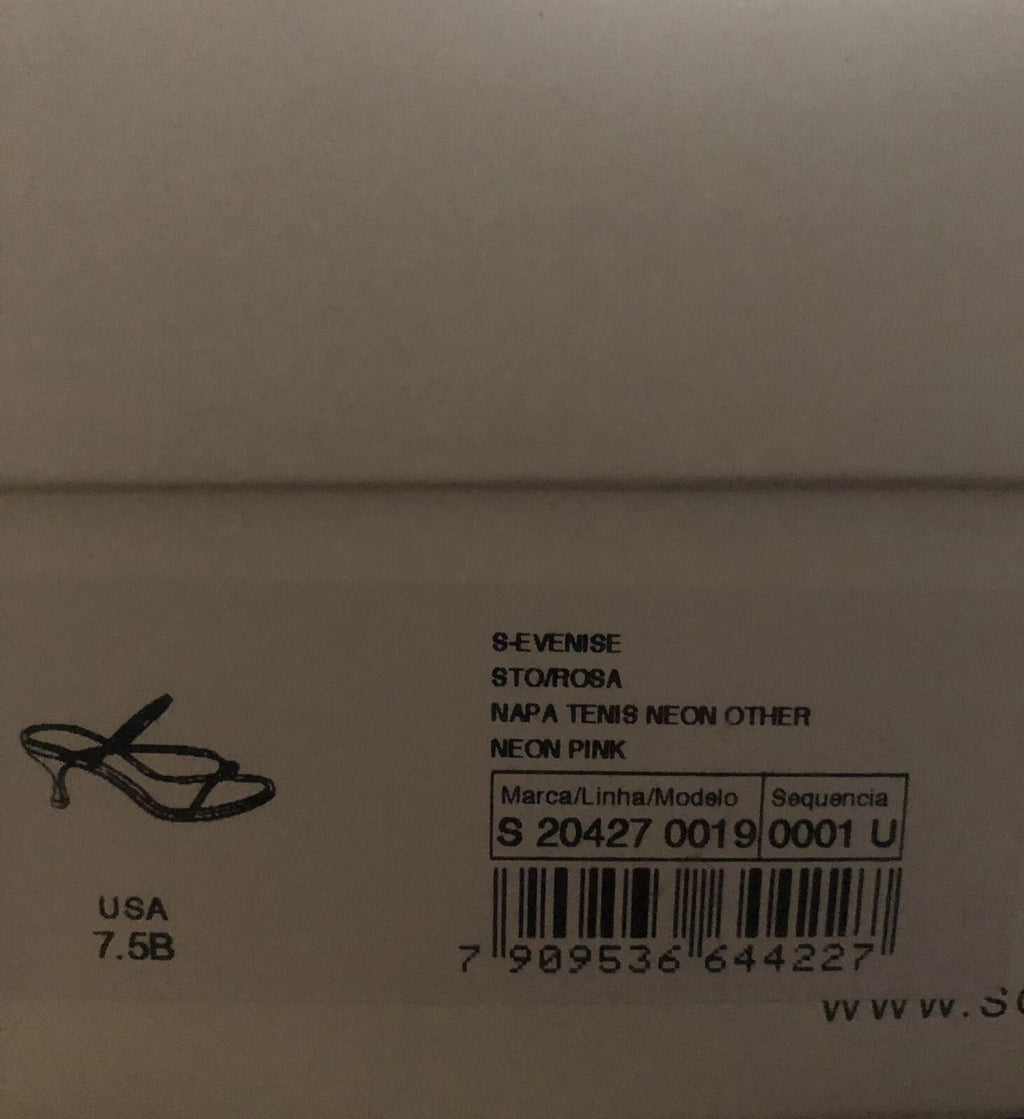 S-EVENISE
STO/ROSA
NAPA TENIS NEON OTHER
NEON PINK
Marca/Linha/Modelo Sequencia
S 20427 0019 0001 U
USA
7.5B
7 909536 644227